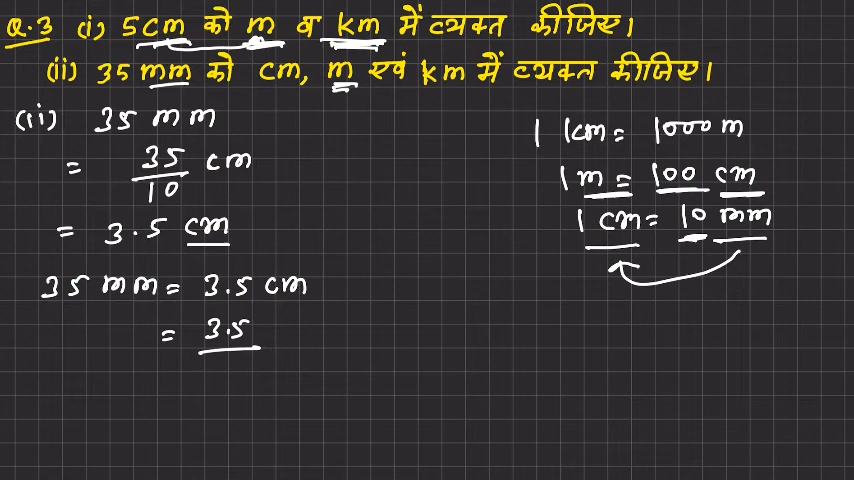 Q.3 (i) 5cm को m व km में व्यक्त कीजिए।
(ii) 35 mm को cm, m एवं km में व्यक्त कीजिए।
(ii) 35 mm
= 35/10 cm
= 3.5 cm
35 mm = 3.5 cm
= 3.5
1 km = 1000 m
1 m = 100 cm
1 cm = 10 mm